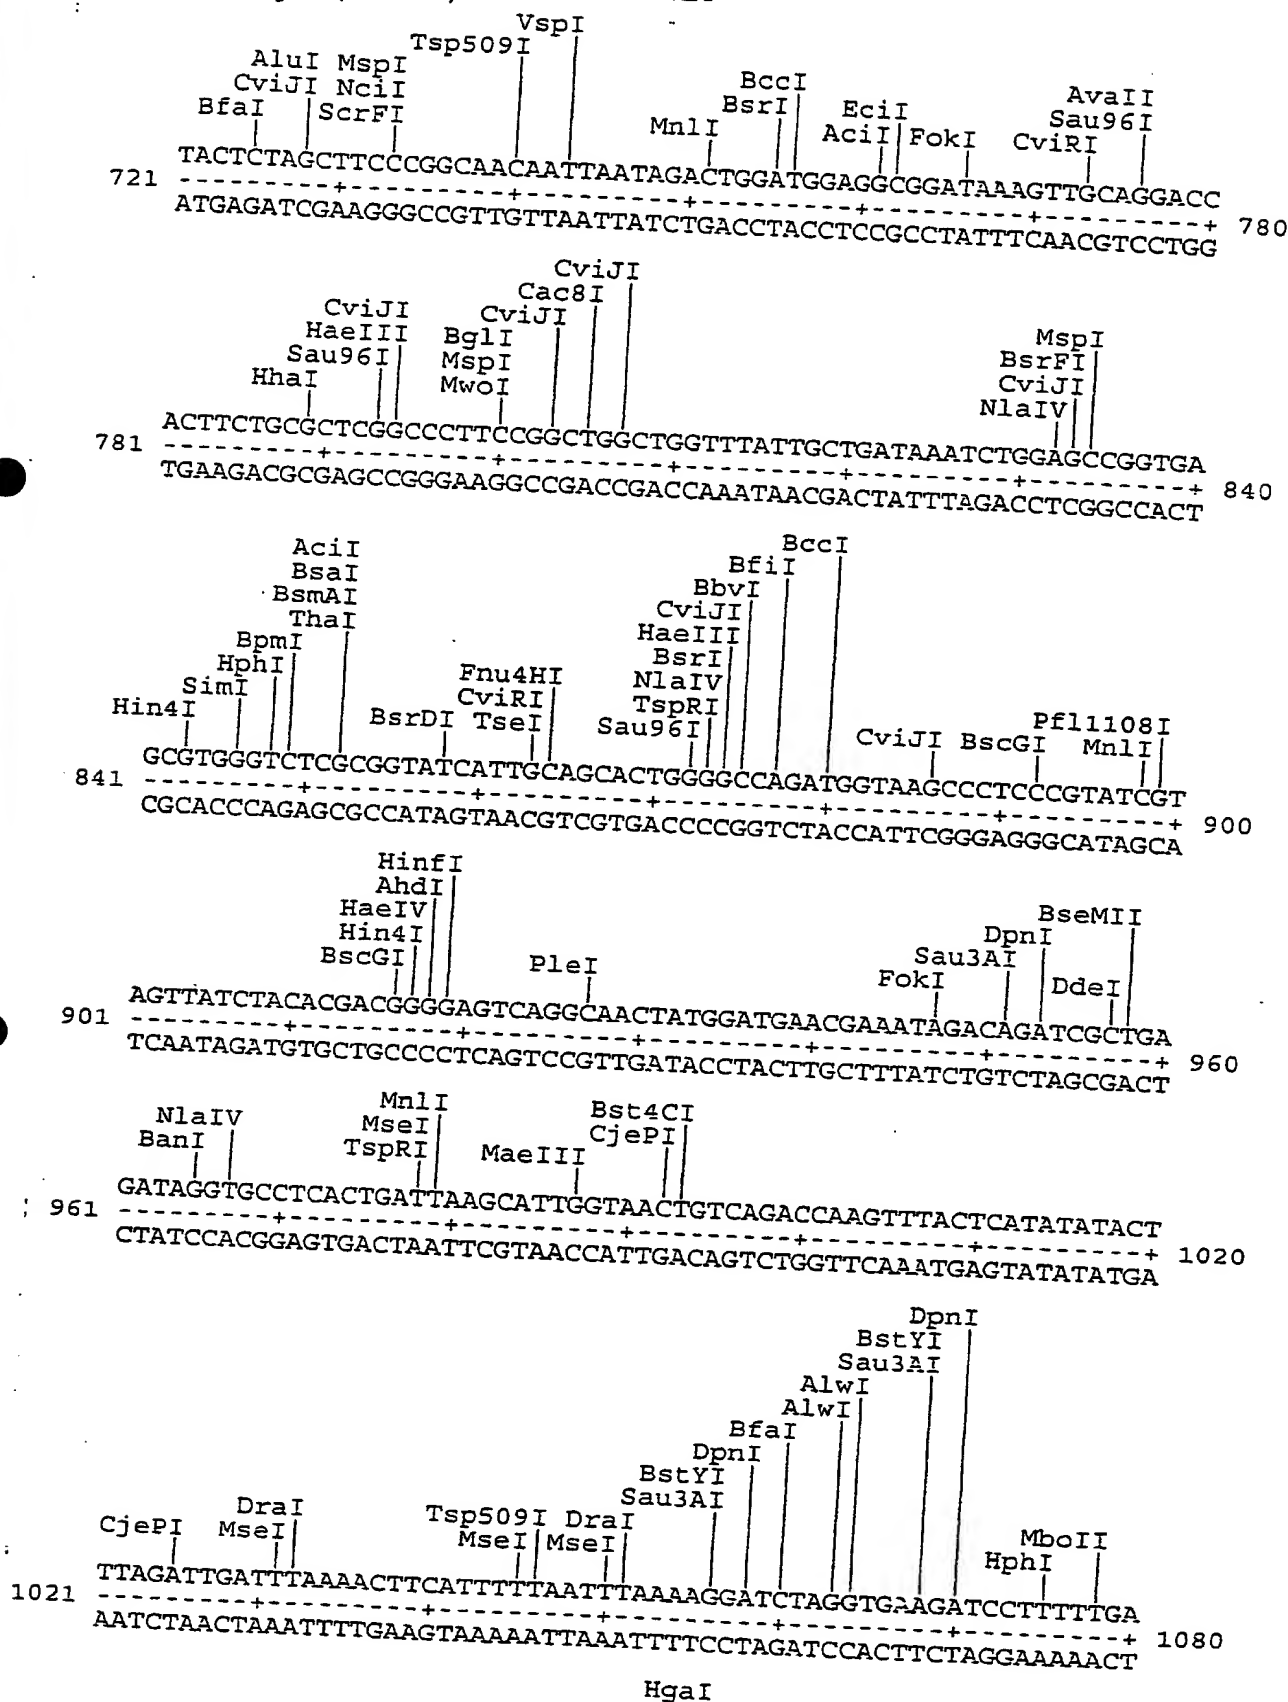 VspI
Tsp509I
AluI MspI
CviJI NciI BccI AvaII
BfaI ScrFI BsrI EciI Sau96I
MnlI AciI FokI CviRI
TACTCTAGCTTCCCGGCAACAATTAATAGACTGGATGGAGGCGGATAAAGTTGCAGGACC
721 ---------+---------+---------+---------+---------+---------+ 780
ATGAGATCGAAGGGCCGTTGTTAATTATCTGACCTACCTCCGCCTATTTCAACGTCCTGG
CviJI
Cac8I
CviJI CviJI
HaeIII BglI MspI
Sau96I MspI BsrFI
HhaI MwoI CviJI
NlaIV
ACTTCTGCGCTCGGCCCTTCCGGCTGGCTGGTTTATTGCTGATAAATCTGGAGCCGGTGA
781 ---------+---------+---------+---------+---------+---------+ 840
TGAAGACGCGAGCCGGGAAGGCCGACCGACCAAATAACGACTATTTAGACCTCGGCCACT
BccI
AciI BfiI
BsaI BbvI
BsmAI CviJI
ThaI HaeIII
BpmI BsrI
HphI Fnu4HI NlaIV
SimI CviRI TspRI
Hin4I BsrDI TseI Sau96I CviJI BscGI Pfl1108I
MnlI
GCGTGGGTCTCGCGGTATCATTGCAGCACTGGGGCCAGATGGTAAGCCCTCCCGTATCGT
841 ---------+---------+---------+---------+---------+---------+ 900
CGCACCCAGAGCGCCATAGTAACGTCGTGACCCCGGTCTACCATTCGGGAGGGCATAGCA
HinfI
AhdI
HaeIV BseMII
Hin4I DpnI
BscGI PleI Sau3AI
FokI DdeI
AGTTATCTACACGACGGGGAGTCAGGCAACTATGGATGAACGAAATAGACAGATCGCTGA
901 ---------+---------+---------+---------+---------+---------+ 960
TCAATAGATGTGCTGCCCCTCAGTCCGTTGATACCTACTTGCTTTATCTGTCTAGCGACT
MnlI
NlaIV MseI Bst4CI
BanI TspRI MaeIII CjePI
GATAGGTGCCTCACTGATTAAGCATTGGTAACTGTCAGACCAAGTTTACTCATATATACT
961 ---------+---------+---------+---------+---------+---------+ 1020
CTATCCACGGAGTGACTAATTCGTAACCATTGACAGTCTGGTTCAAATGAGTATATATGA
DpnI
BstYI
Sau3AI
AlwI
AlwI
BfaI
DpnI
BstYI
Sau3AI
DraI Tsp509I DraI
CjePI MseI MseI MseI MboII
HphI
TTAGATTGATTTAAAACTTCATTTTTAATTTAAAAGGATCTAGGTGAAGATCCTTTTTGA
1021 ---------+---------+---------+---------+---------+---------+ 1080
AATCTAACTAAATTTTGAAGTAAAAATTAAATTTTCCTAGATCCACTTCTAGGAAAAACT
HgaI